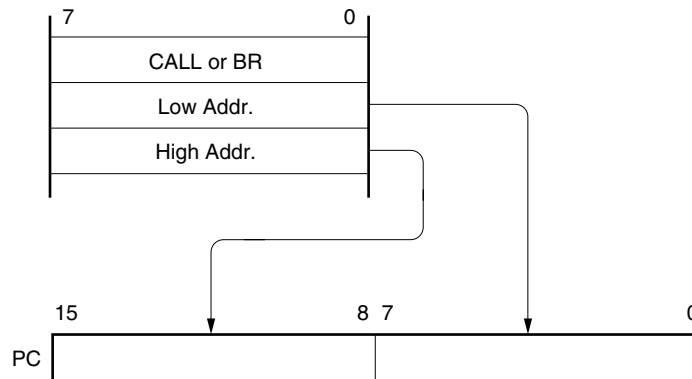 7 0
CALL or BR
Low Addr.
High Addr.
15 8 7 0
PC